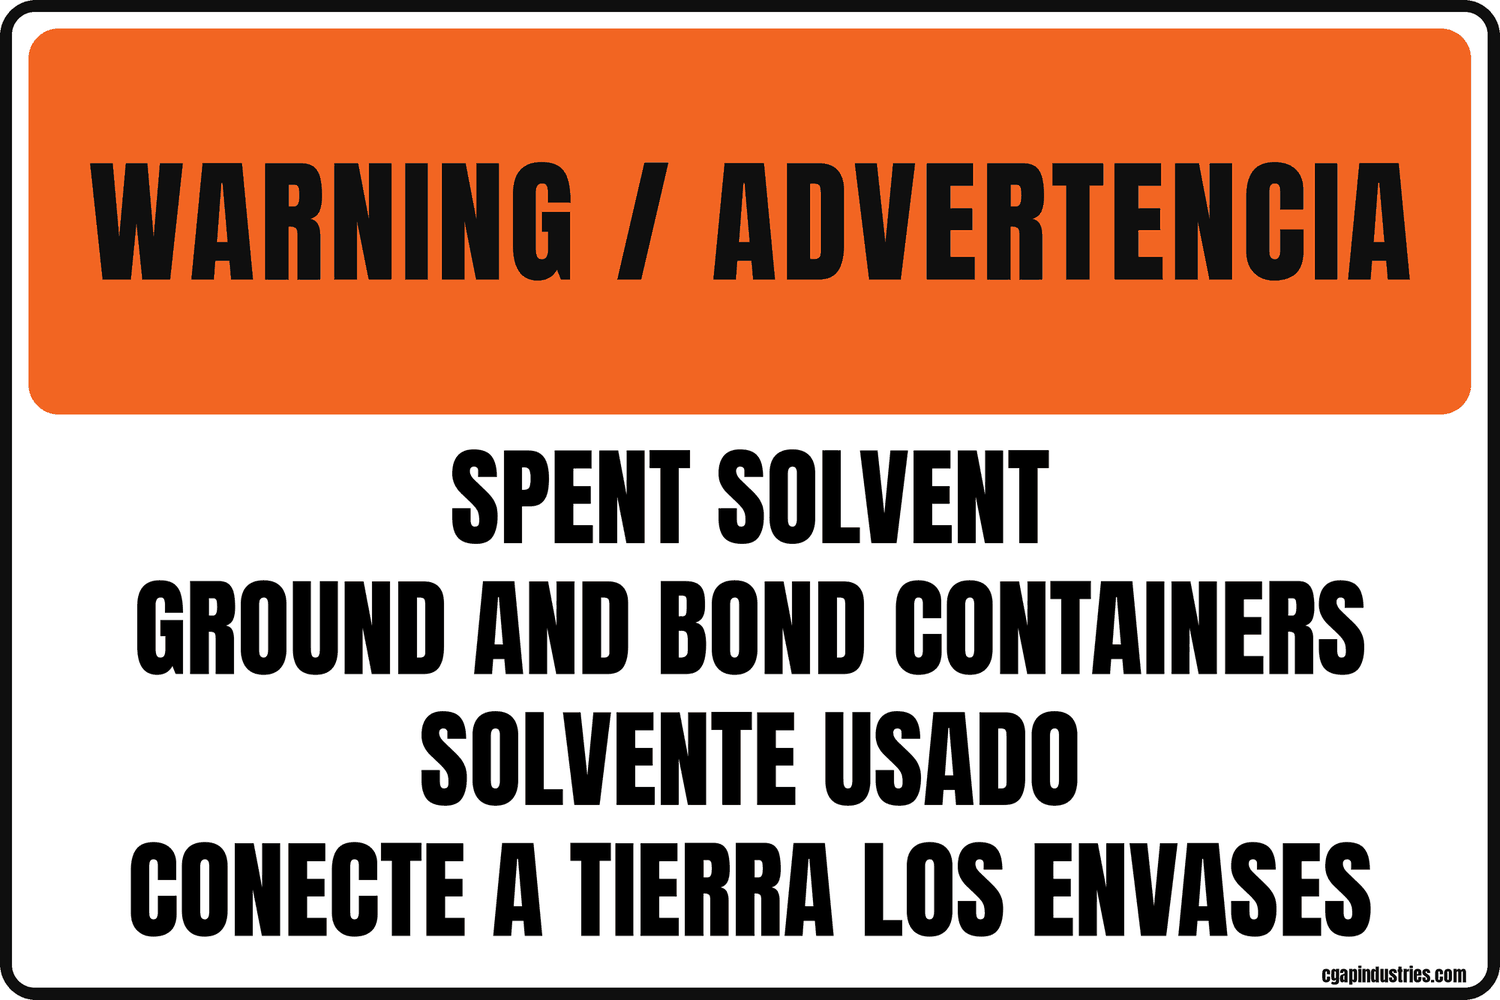 WARNING / ADVERTENCIA
SPENT SOLVENT
GROUND AND BOND CONTAINERS
SOLVENTE USADO
CONECTE A TIERRA LOS ENVASES
cgapindustries.com